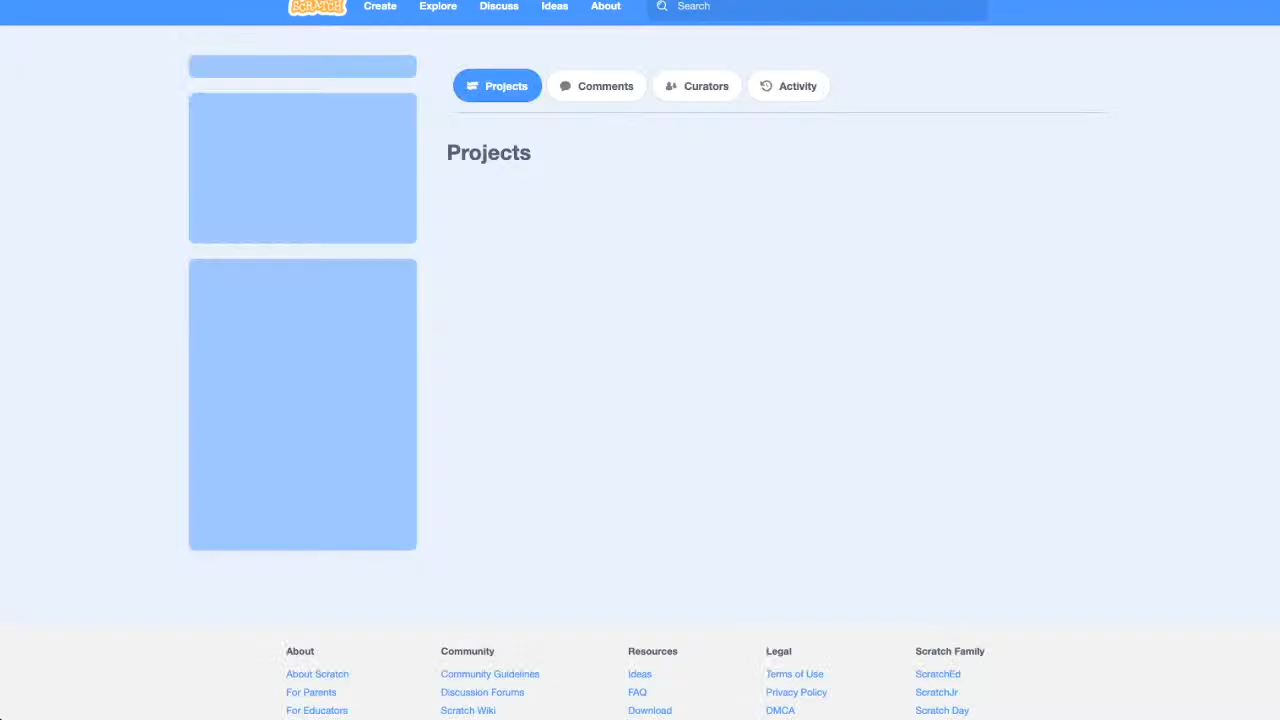 SCRATCH Create Explore Discuss Ideas About Search
Projects Comments Curators Activity
Projects
About Community Resources Legal Scratch Family
About Scratch Community Guidelines Ideas Terms of Use ScratchEd
For Parents Discussion Forums FAQ Privacy Policy ScratchJr
For Educators Scratch Wiki Download DMCA Scratch Day